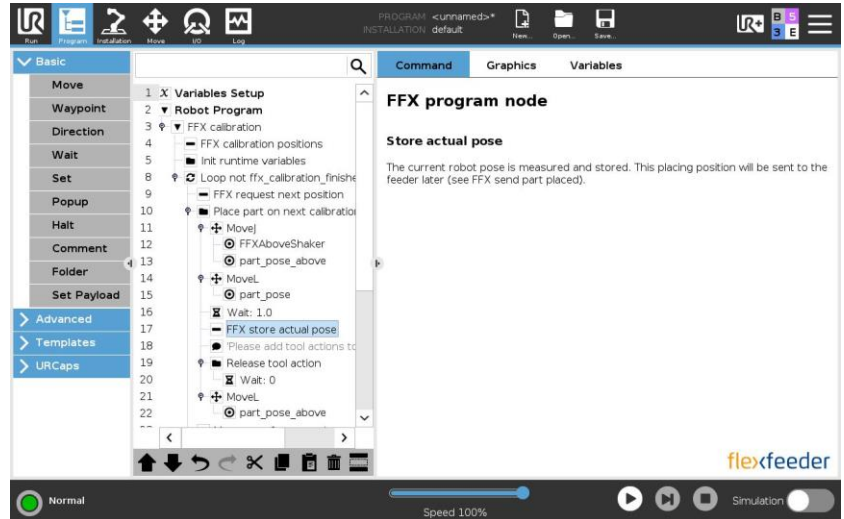 PROGRAM <unnamed>*
INSTALLATION default
Run
Program
Installation
Move
I/O
Log
New...
Open...
Save...
UR+
B 5
3 E
Basic
Move
Waypoint
Direction
Wait
Set
Popup
Halt
Comment
Folder
Set Payload
Advanced
Templates
URCaps
1 X Variables Setup
2 Robot Program
3 FFX calibration
4 FFX calibration positions
5 Init runtime variables
8 Loop not ffx_calibration_finishe
9 FFX request next position
10 Place part on next calibration
11 MoveJ
12 FFXAboveShaker
13 part_pose_above
14 MoveL
15 part_pose
16 Wait: 1.0
17 FFX store actual pose
18 'Please add tool actions to
19 Release tool action
20 Wait: 0
21 MoveL
22 part_pose_above
Command Graphics Variables
FFX program node
Store actual pose
The current robot pose is measured and stored. This placing position will be sent to the
feeder later (see FFX send part placed).
flexfeeder
Normal
Speed 100%
Simulation